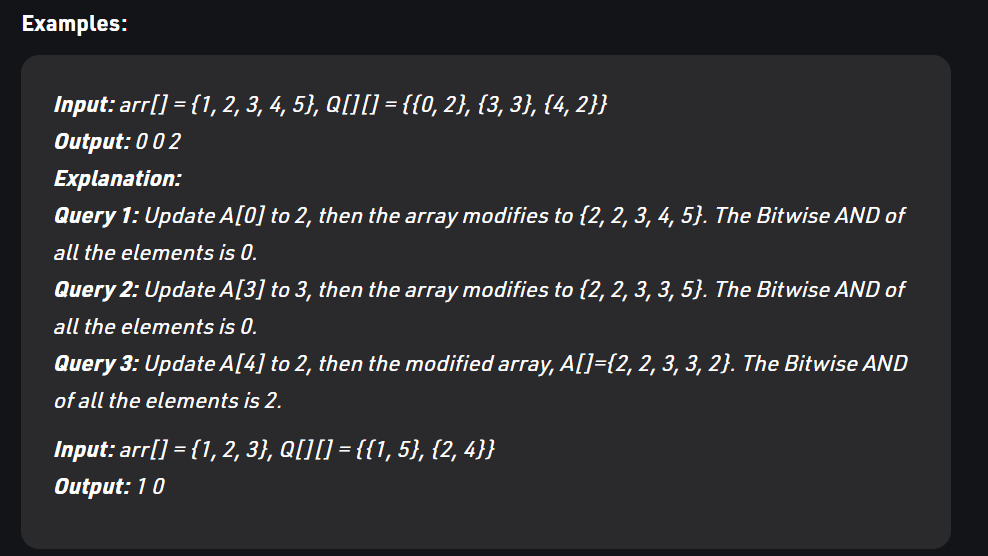 Examples:
Input: arr[] = {1, 2, 3, 4, 5}, Q[][] = {{0, 2}, {3, 3}, {4, 2}}
Output: 0 0 2
Explanation:
Query 1: Update A[0] to 2, then the array modifies to {2, 2, 3, 4, 5}. The Bitwise AND of
all the elements is 0.
Query 2: Update A[3] to 3, then the array modifies to {2, 2, 3, 3, 5}. The Bitwise AND of
all the elements is 0.
Query 3: Update A[4] to 2, then the modified array, A[]={2, 2, 3, 3, 2}. The Bitwise AND
of all the elements is 2.
Input: arr[] = {1, 2, 3}, Q[][] = {{1, 5}, {2, 4}}
Output: 1 0